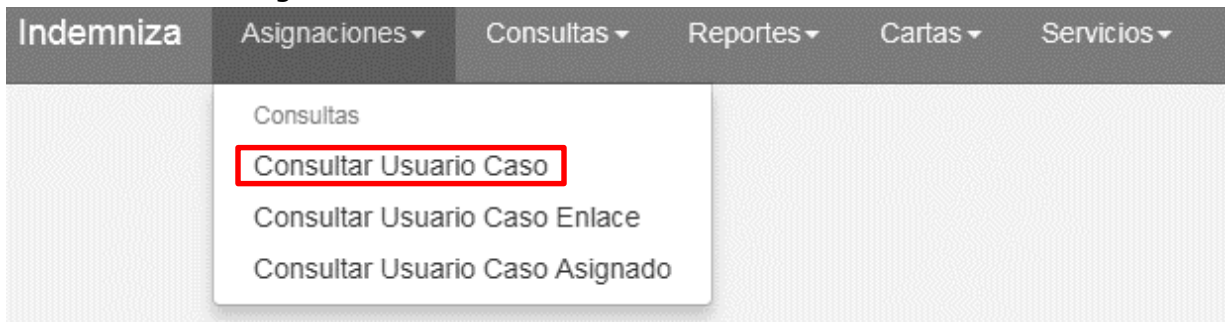 Indemniza Asignaciones Consultas Reportes Cartas Servicios
Consultas
Consultar Usuario Caso
Consultar Usuario Caso Enlace
Consultar Usuario Caso Asignado